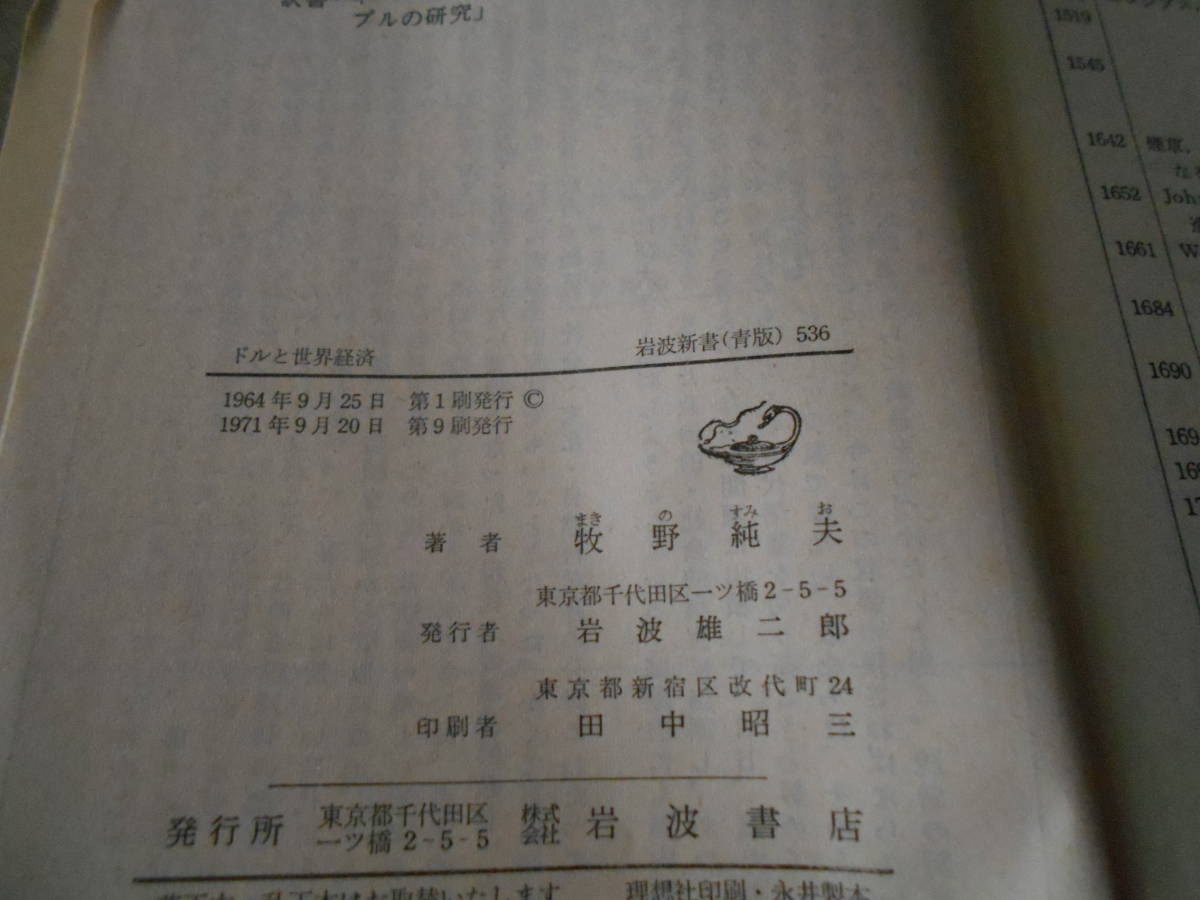 ブルの研究」
ドルと世界経済
岩波新書(青版) 536
1964年9月25日 第1刷発行 ©
1971年9月20日 第9刷発行
まき の すみ お
著者 牧野純夫
東京都千代田区一ツ橋2-5-5
発行者 岩波雄二郎
東京都新宿区改代町24
印刷者 田中昭三
発行所 東京都千代田区 株式 岩波書店
一ツ橋2-5-5 会社
理想社印刷・永井製本
1519
1545
1642 煙草,
1652 Joh
1661 W
1684
1690